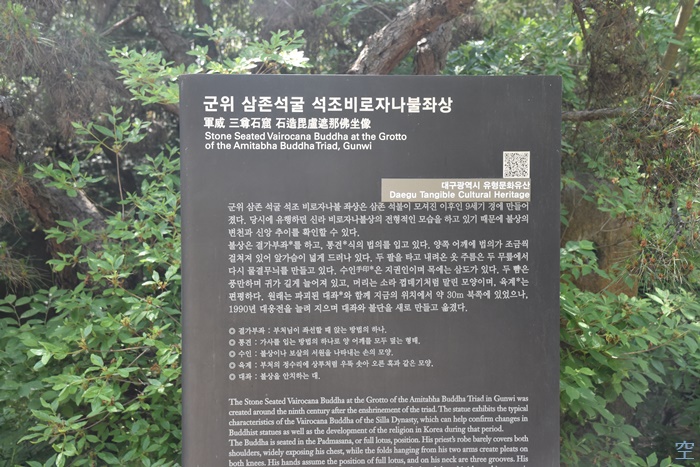 군위 삼존석굴 석조비로자나불좌상
軍威 三尊石窟 石造毘盧遮那佛坐像
Stone Seated Vairocana Buddha at the Grotto
of the Amitabha Buddha Triad, Gunwi
대구광역시 유형문화유산
Daegu Tangible Cultural Heritage
군위 삼존 석굴 석조 비로자나불 좌상은 삼존 석불이 모셔진 이후인 9세기 경에 만들어
졌다. 당시에 유행하던 신라 비로자나불상의 전형적인 모습을 하고 있기 때문에 불상의
변천과 신앙 추이를 확인할 수 있다.
불상은 결가부좌*를 하고, 통견*식의 법의를 입고 있다. 양쪽 어깨에 법의가 조금씩
걸쳐져 있어 앞가슴이 넓게 드러나 있다. 두 팔을 타고 내려온 옷 주름은 두 무릎에서
다시 물결무늬를 만들고 있다. 수인手印*은 지권인이며 목에는 삼도가 있다. 두 뺨은
풍만하며 귀가 길게 늘어져 있고, 머리는 소라 껍데기처럼 말린 모양이며, 육계*는
편평하다. 원래는 파괴된 대좌*와 함께 지금의 위치에서 약 30m 북쪽에 있었으나,
1990년 대웅전을 늘려 지으며 대좌와 불단을 새로 만들고 옮겼다.
◎ 결가부좌 : 부처님이 좌선할 때 앉는 방법의 하나.
◎ 통견 : 가사를 입는 방법의 하나로 양 어깨를 모두 덮는 형태.
◎ 수인 : 불상이나 보살의 서원을 나타내는 손의 모양.
◎ 육계 : 부처의 정수리에 상투처럼 우뚝 솟아 오른 혹과 같은 모양.
◎ 대좌 : 불상을 안치하는 대.
The Stone Seated Vairocana Buddha at the Grotto of the Amitabha Buddha Triad in Gunwi was
created around the ninth century after the enshrinement of the triad. The statue exhibits the typical
characteristics of the Vairocana Buddha of the Silla Dynasty, which can help confirm changes in
Buddhist statues as well as the development of the religion in Korea during that period.
The Buddha is seated in the Padmasana, or full lotus, position. His priest's robe barely covers both
shoulders, widely exposing his chest, while the folds hanging from his two arms create pleats on
both knees. His hands assume the position of full lotus, and on his neck are three grooves. His
空